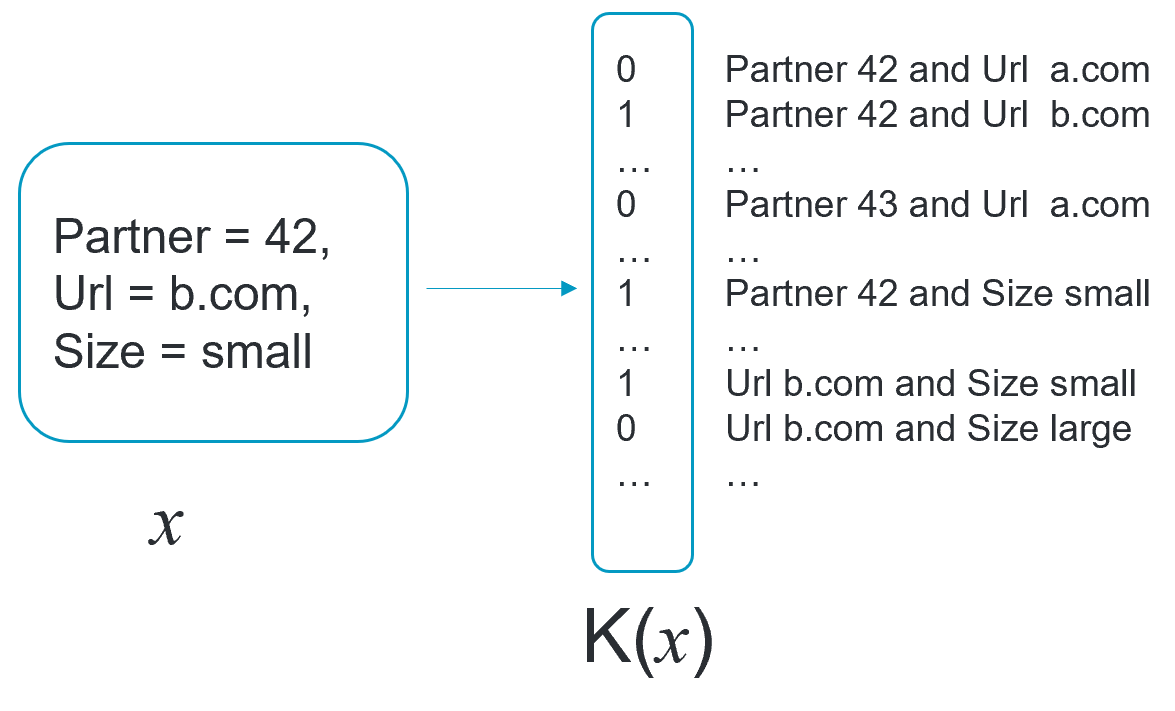 Partner = 42,
Url = b.com,
Size = small
x
0 Partner 42 and Url a.com
1 Partner 42 and Url b.com
… …
0 Partner 43 and Url a.com
… …
1 Partner 42 and Size small
… …
1 Url b.com and Size small
0 Url b.com and Size large
… …
K(x)